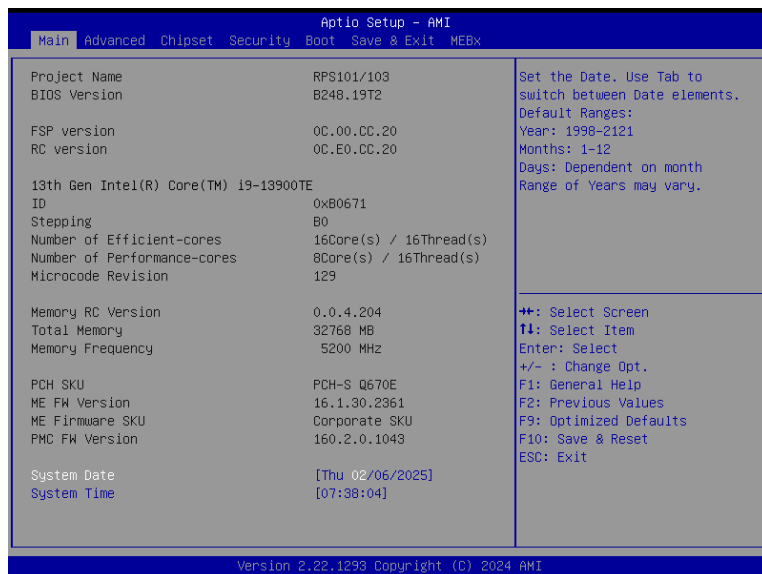 Aptio Setup – AMI
Main Advanced Chipset Security Boot Save & Exit MEBx
Project Name RPS101/103
BIOS Version B248.19T2
FSP version 0C.00.CC.20
RC version 0C.E0.CC.20
13th Gen Intel(R) Core(TM) i9-13900TE
ID 0xB0671
Stepping B0
Number of Efficient-cores 16Core(s) / 16Thread(s)
Number of Performance-cores 8Core(s) / 16Thread(s)
Microcode Revision 129
Memory RC Version 0.0.4.204
Total Memory 32768 MB
Memory Frequency 5200 MHz
PCH SKU PCH-S Q670E
ME FW Version 16.1.30.2361
ME Firmware SKU Corporate SKU
PMC FW Version 160.2.0.1043
System Date [Thu 02/06/2025]
System Time [07:38:04]
Set the Date. Use Tab to
switch between Date elements.
Default Ranges:
Year: 1998-2121
Months: 1-12
Days: Dependent on month
Range of Years may vary.
→←: Select Screen
↑↓: Select Item
Enter: Select
+/- : Change Opt.
F1: General Help
F2: Previous Values
F9: Optimized Defaults
F10: Save & Reset
ESC: Exit
Version 2.22.1293 Copyright (C) 2024 AMI